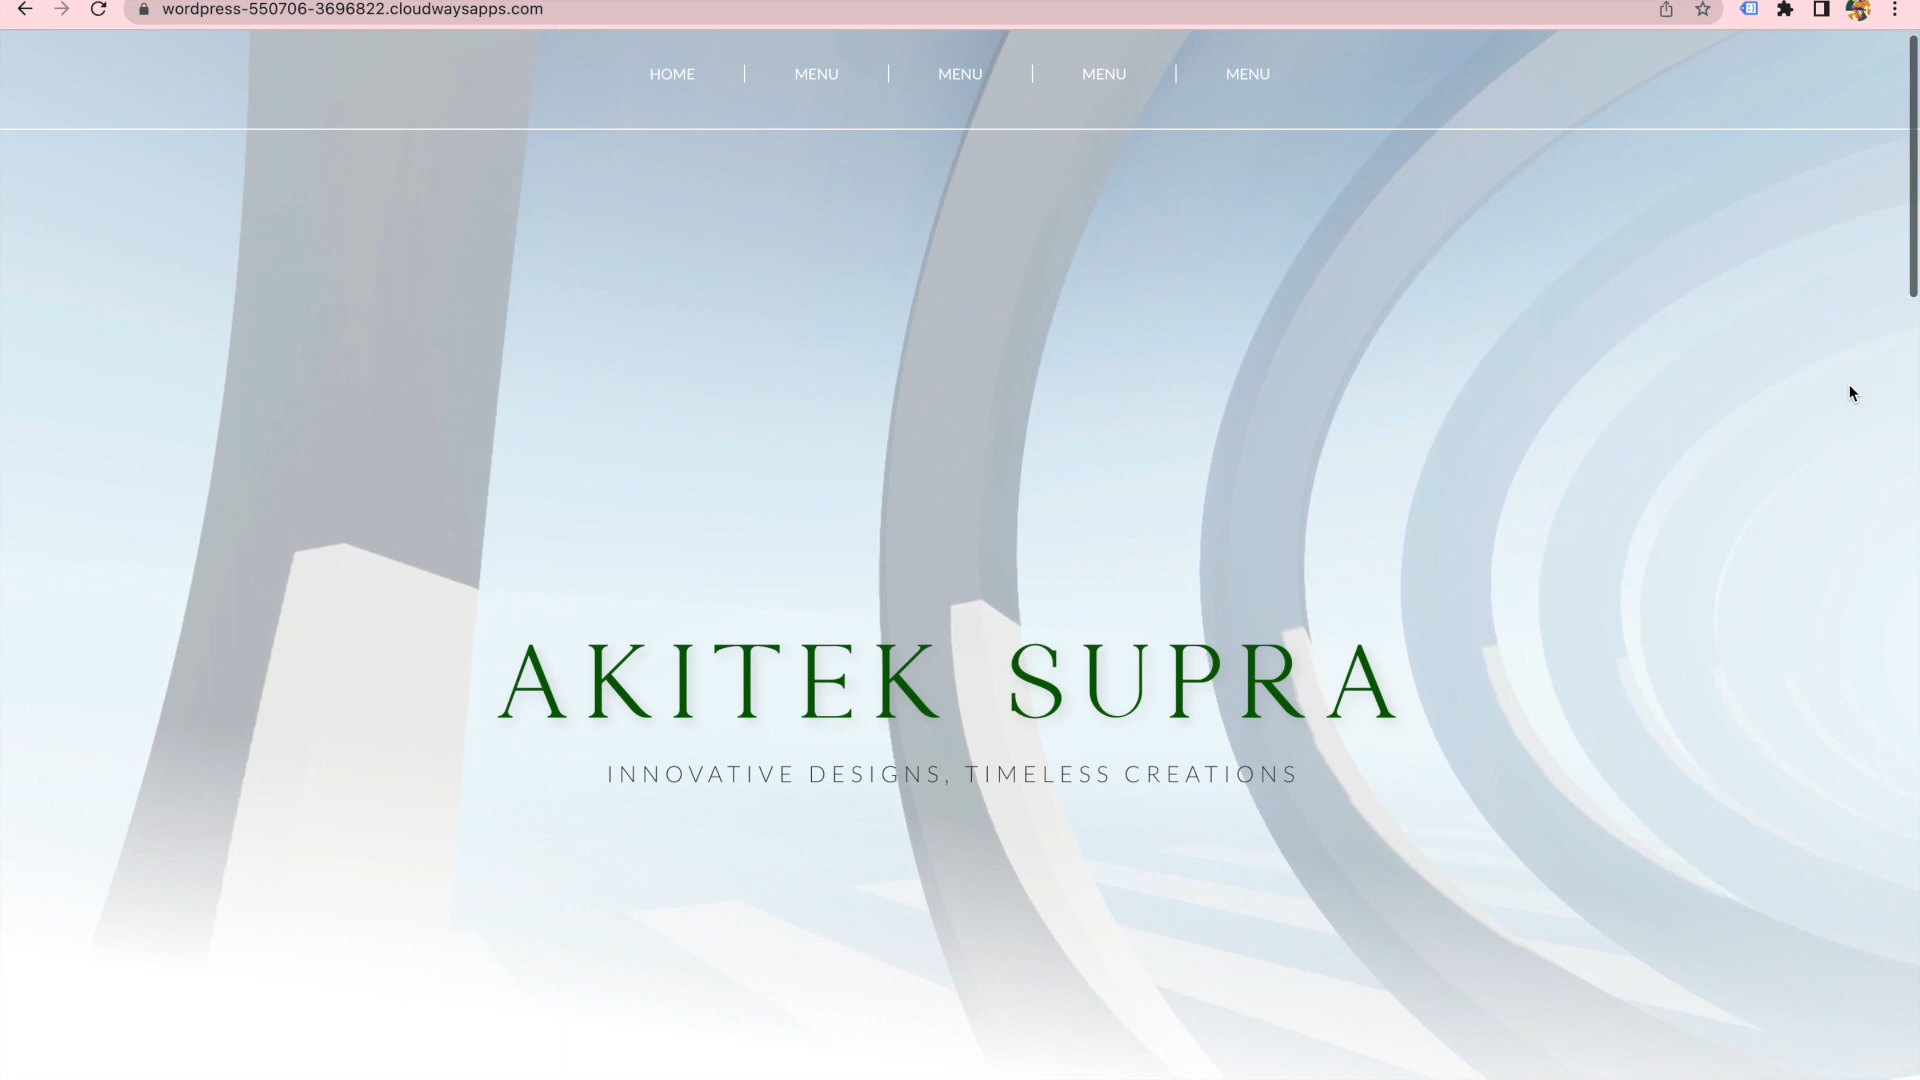 wordpress-550706-3696822.cloudwaysapps.com
HOME MENU MENU MENU MENU
AKITEK SUPRA
INNOVATIVE DESIGNS, TIMELESS CREATIONS